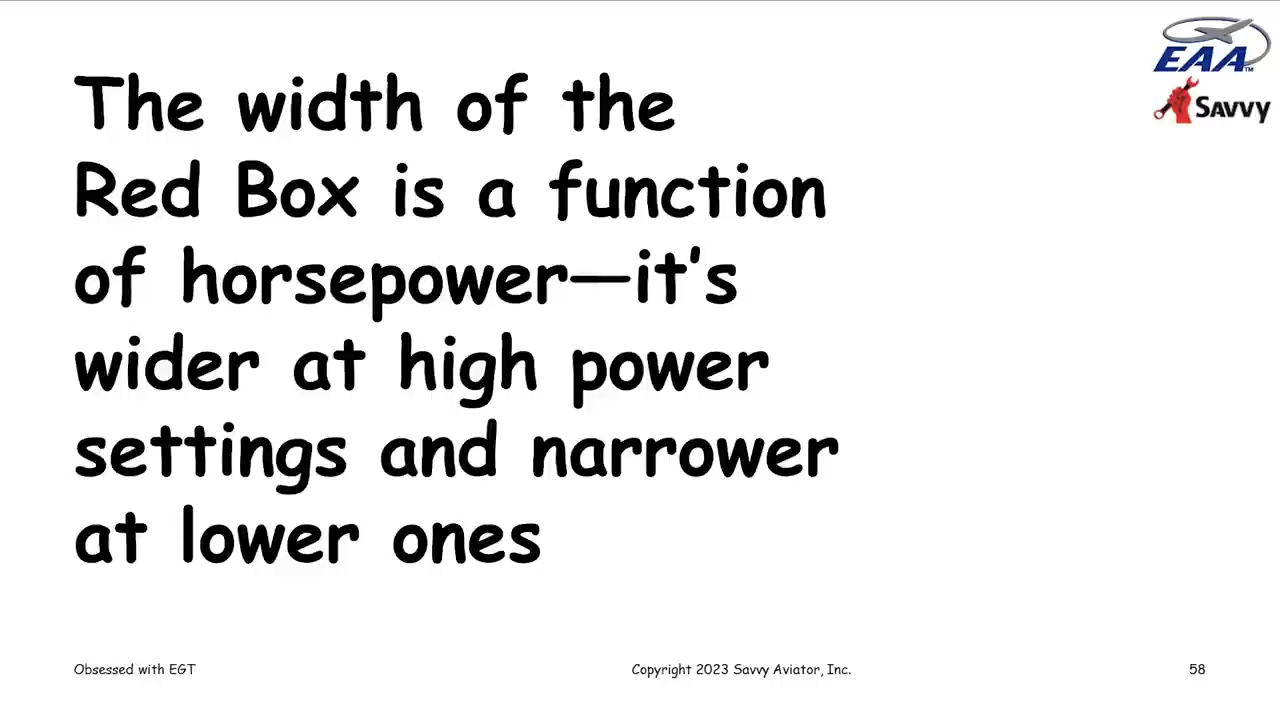 EAA™
Savvy
The width of the
Red Box is a function
of horsepower—it's
wider at high power
settings and narrower
at lower ones
Obsessed with EGT
Copyright 2023 Savvy Aviator, Inc.
58